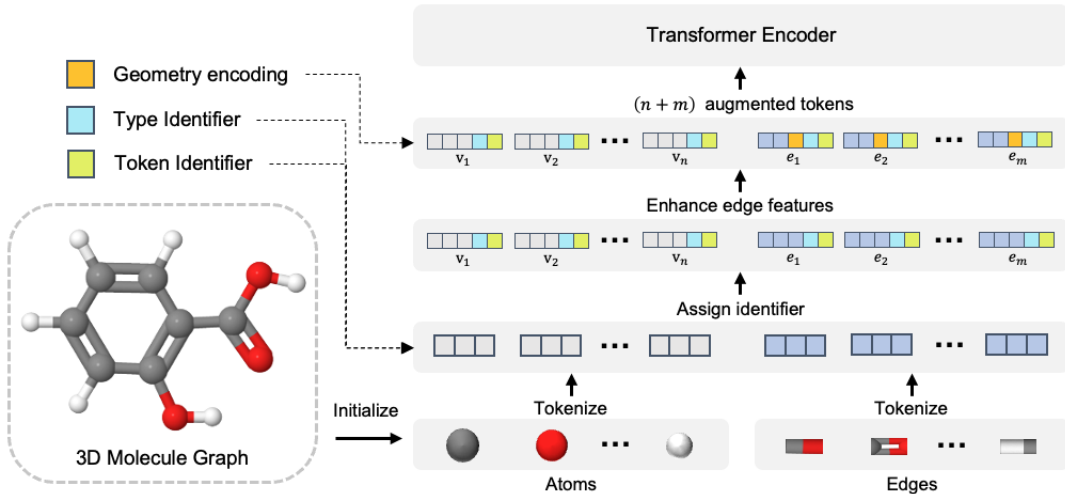 Transformer Encoder
Geometry encoding
Type Identifier
Token Identifier
(n + m) augmented tokens
v₁ v₂ ••• vₙ e₁ e₂ ••• eₘ
Enhance edge features
v₁ v₂ ••• vₙ e₁ e₂ ••• eₘ
Assign identifier
••• •••
Initialize
Tokenize Tokenize
••• •••
3D Molecule Graph
Atoms Edges